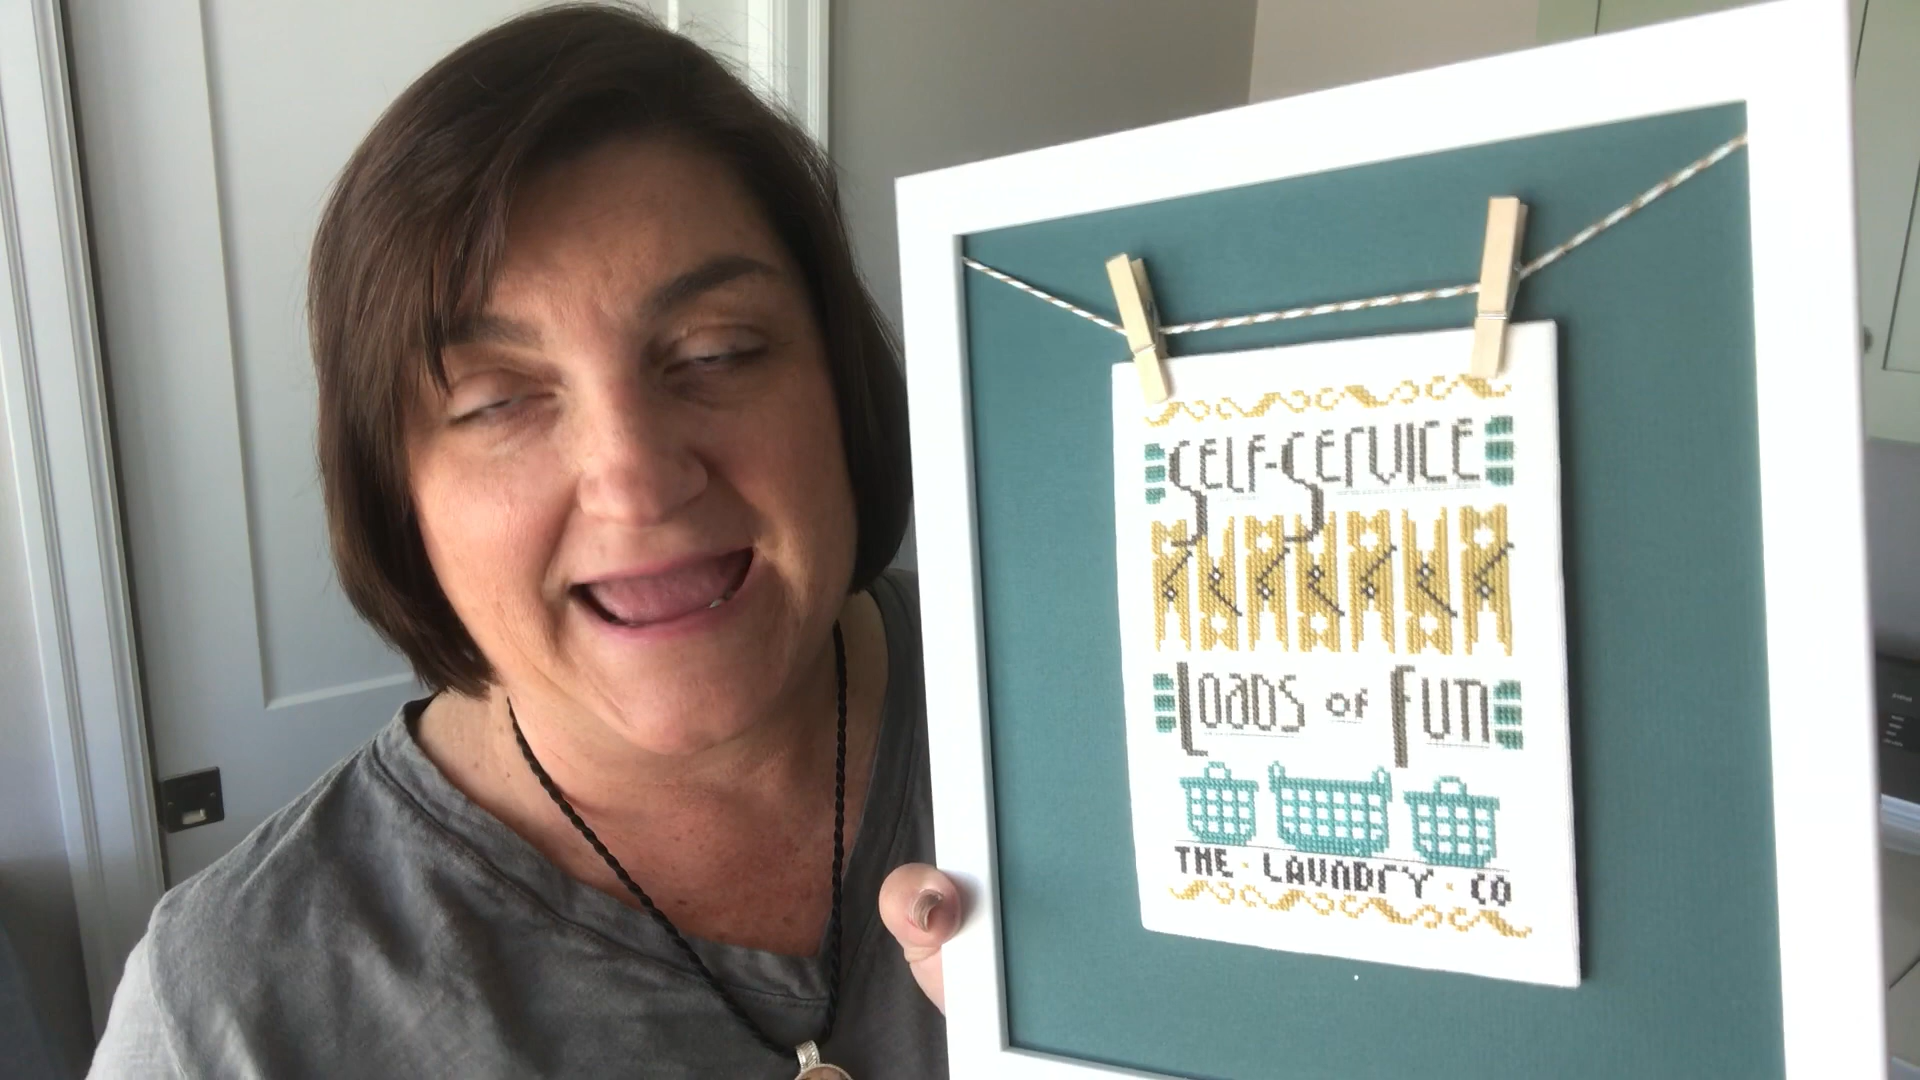 SELF-SERVICE
LOADS OF FUN
THE · LAUNDRY · CO